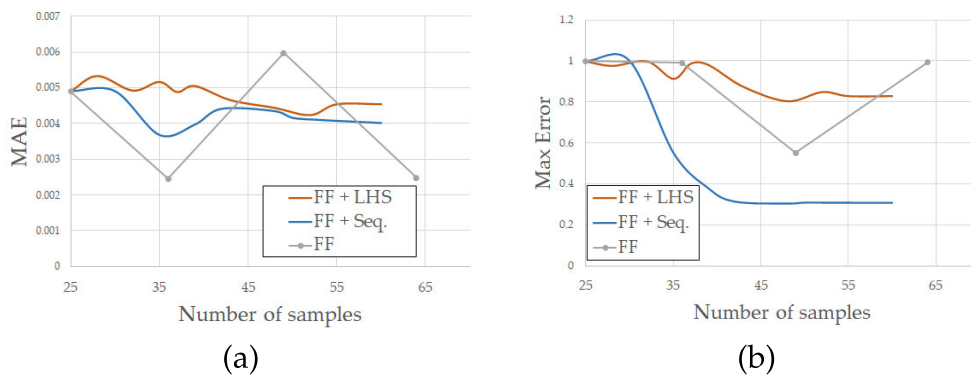 0.007
0.006
0.005
0.004
0.003
0.002
0.001
0
MAE
FF + LHS
FF + Seq.
FF
25 35 45 55 65
Number of samples
(a)
1.2
1
0.8
0.6
0.4
0.2
0
Max Error
FF + LHS
FF + Seq.
FF
25 35 45 55 65
Number of samples
(b)